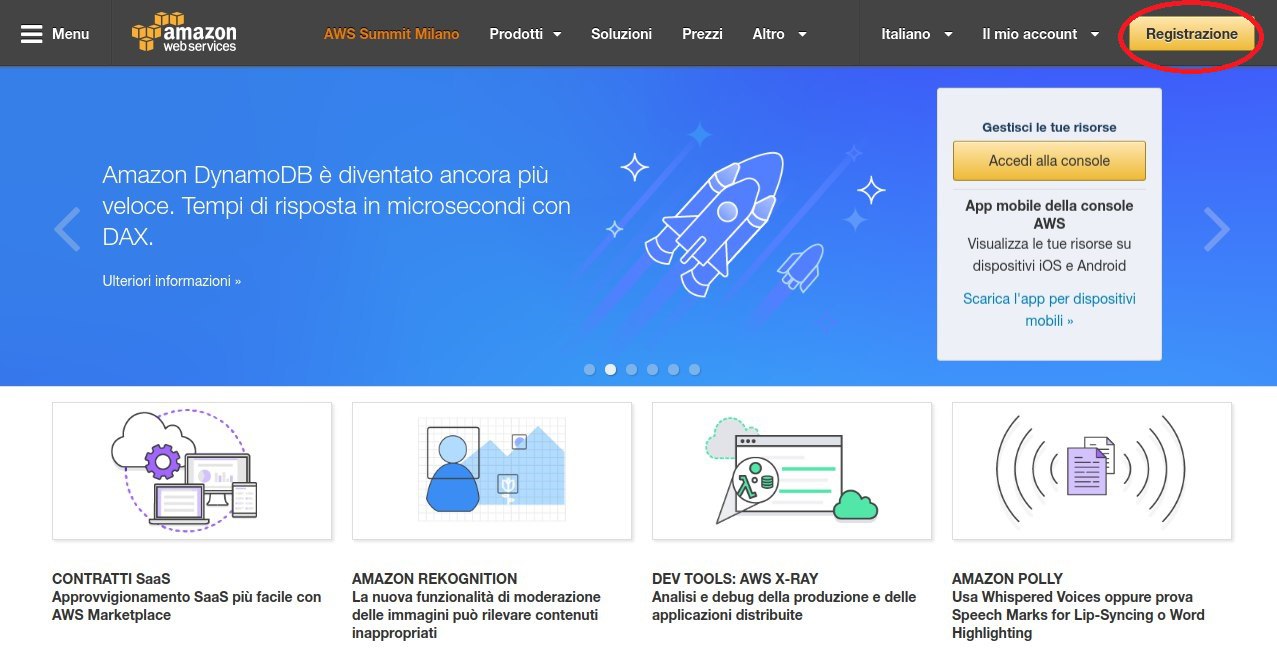 Menu
amazon
web services
AWS Summit Milano
Prodotti
Soluzioni
Prezzi
Altro
Italiano
Il mio account
Registrazione
Amazon DynamoDB è diventato ancora più
veloce. Tempi di risposta in microsecondi con
DAX.
Ulteriori informazioni »
Gestisci le tue risorse
Accedi alla console
App mobile della console
AWS
Visualizza le tue risorse su
dispositivi iOS e Android
Scarica l'app per dispositivi
mobili »
CONTRATTI SaaS
Approvvigionamento SaaS più facile con
AWS Marketplace
AMAZON REKOGNITION
La nuova funzionalità di moderazione
delle immagini può rilevare contenuti
inappropriati
DEV TOOLS: AWS X-RAY
Analisi e debug della produzione e delle
applicazioni distribuite
AMAZON POLLY
Usa Whispered Voices oppure prova
Speech Marks for Lip-Syncing o Word
Highlighting